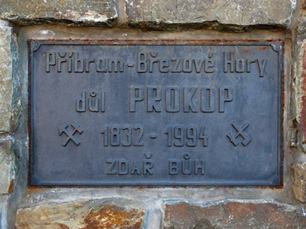 Příbram-Březové Hory
důl PROKOP
1832-1994
ZDAŘ BŮH